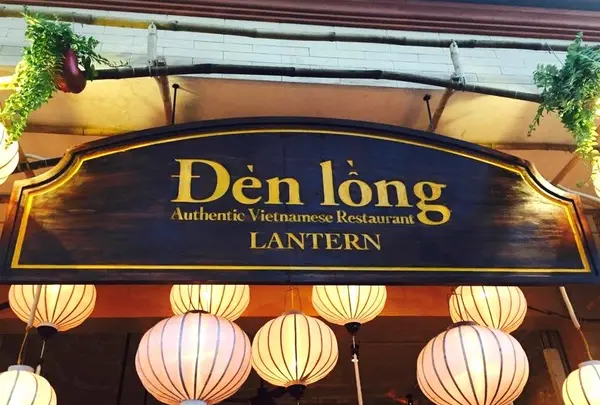 Đèn lồng
Authentic Vietnamese Restaurant
LANTERN